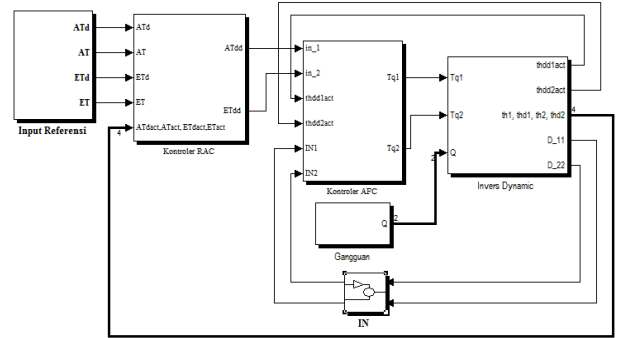 ATd
AT
ETd
ET
Input Referensi
ATd
AT
ETd
ET
ATdact,ATact, ETdact,ETact
ATdd
ETdd
Kontroler RAC
4
in_1
in_2
thdd1act
thdd2act
IN1
IN2
Tq1
Tq2
Kontroler AFC
Tq1
Tq2
Q
2
thdd1act
thdd2act
th1, thd1, th2, thd2
D_11
D_22
4
Invers Dynamic
Q
2
Gangguan
IN